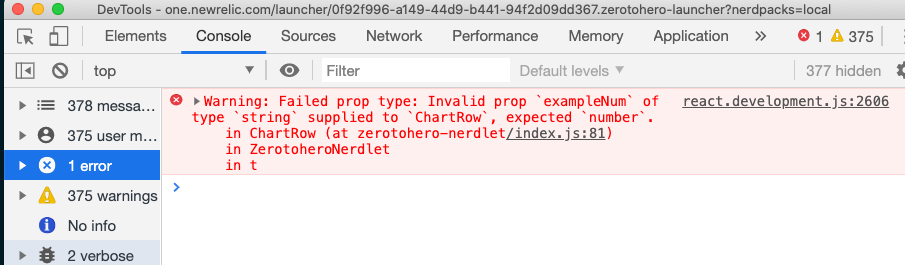 DevTools - one.newrelic.com/launcher/0f92f996-a149-44d9-b441-94f2d09dd367.zerotohero-launcher?nerdpacks=local
Elements Console Sources Network Performance Memory Application » 1 375
top Filter Default levels 377 hidden
378 messa…
375 user m…
1 error
375 warnings
No info
2 verbose
Warning: Failed prop type: Invalid prop `exampleNum` of react.development.js:2606
type `string` supplied to `ChartRow`, expected `number`.
in ChartRow (at zerotohero-nerdlet/index.js:81)
in ZerotoheroNerdlet
in t